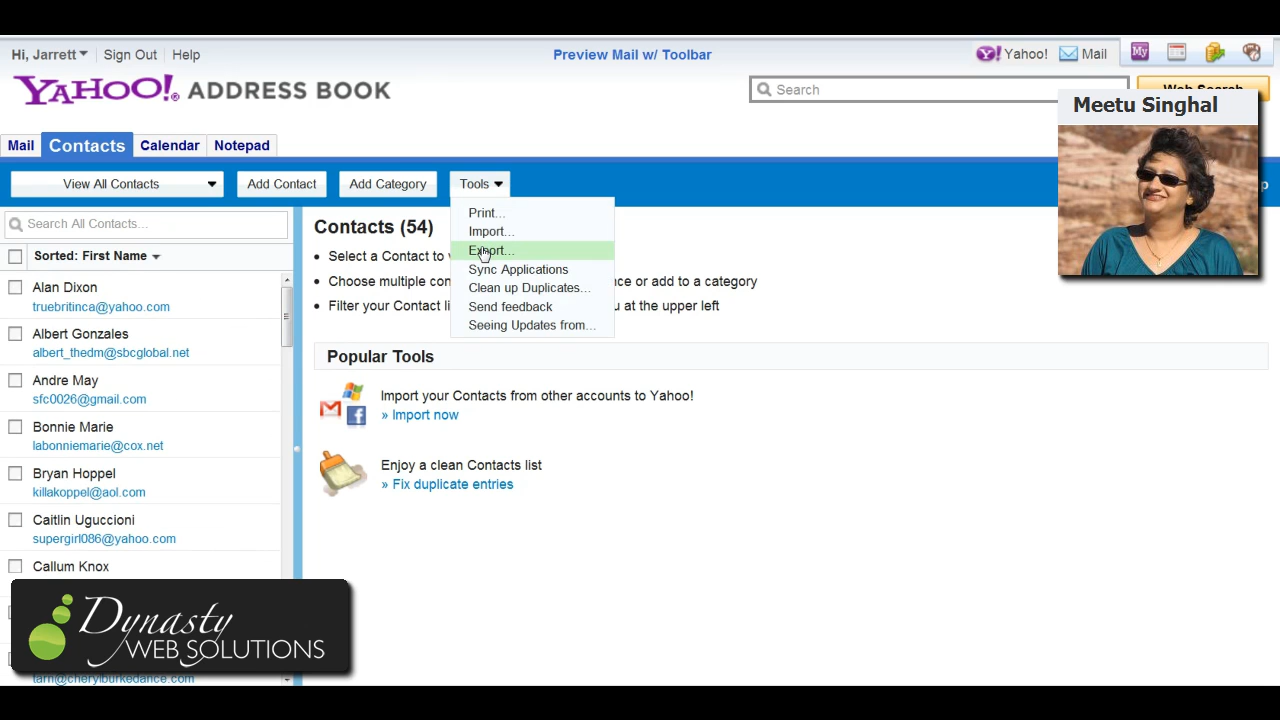 Hi, Jarrett
Sign Out
Help
Preview Mail w/ Toolbar
Yahoo!
Mail
My
YAHOO! ADDRESS BOOK
Search
Meetu Singhal
Mail
Contacts
Calendar
Notepad
View All Contacts
Add Contact
Add Category
Tools
Print...
Import...
Export...
Sync Applications
Clean up Duplicates...
Send feedback
Seeing Updates from...
Search All Contacts...
Sorted: First Name
Alan Dixon
truebritinca@yahoo.com
Albert Gonzales
albert_thedm@sbcglobal.net
Andre May
sfc0026@gmail.com
Bonnie Marie
labonniemarie@cox.net
Bryan Hoppel
killakoppel@aol.com
Caitlin Uguccioni
supergirl086@yahoo.com
Callum Knox
tarn@cherylburkedance.com
Contacts (54)
• Select a Contact to
• Choose multiple or add to a category
• Filter your Contact at the upper left
Popular Tools
Import your Contacts from other accounts to Yahoo!
» Import now
Enjoy a clean Contacts list
» Fix duplicate entries
Dynasty
WEB SOLUTIONS